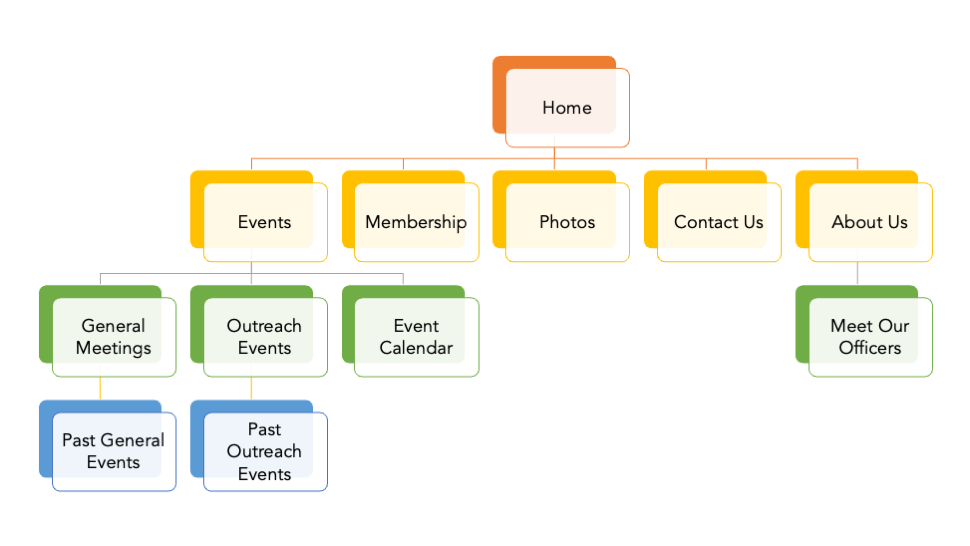 Home
Events
Membership
Photos
Contact Us
About Us
General
Meetings
Outreach
Events
Event
Calendar
Meet Our
Officers
Past General
Events
Past
Outreach
Events